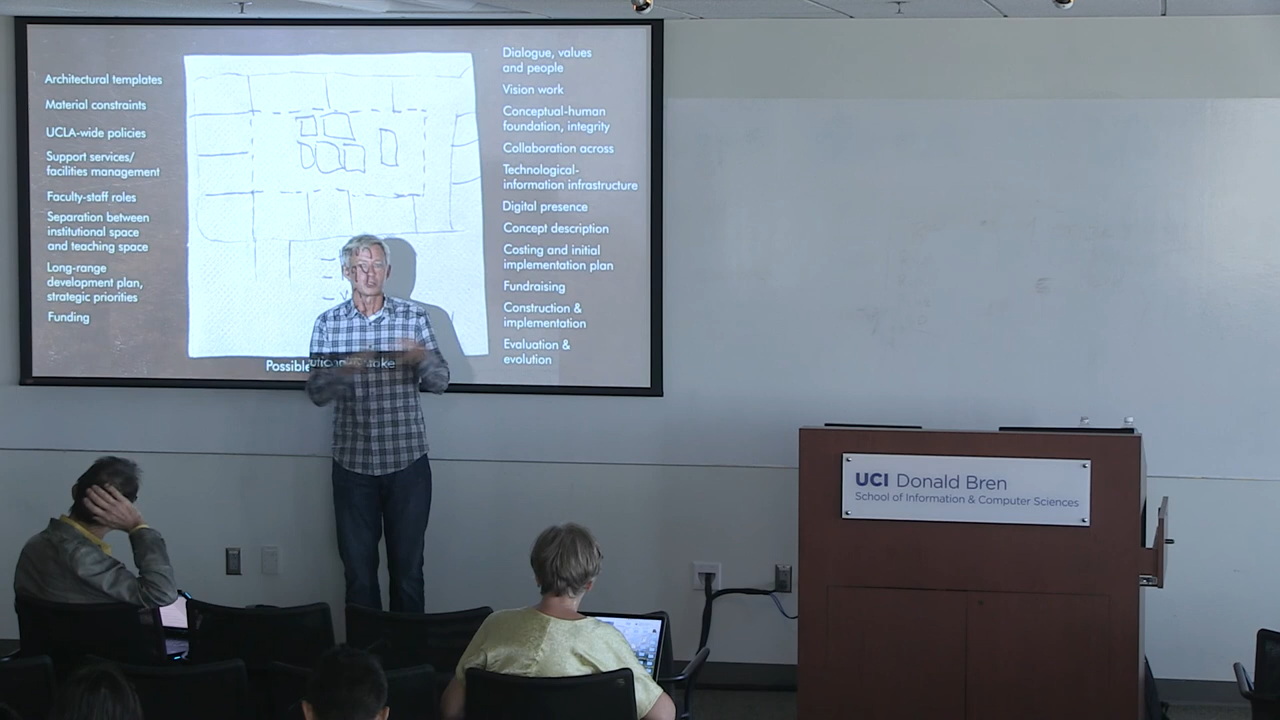 Architectural templates
Material constraints
UCLA-wide policies
Support services/
facilities management
Faculty-staff roles
Separation between
institutional space
and teaching space
Long-range
development plan,
strategic priorities
Funding
Dialogue, values
and people
Vision work
Conceptual-human
foundation, integrity
Collaboration across
Technological-
information infrastructure
Digital presence
Concept description
Costing and initial
implementation plan
Fundraising
Construction &
implementation
Evaluation &
evolution
Possible
UCI Donald Bren
School of Information & Computer Sciences